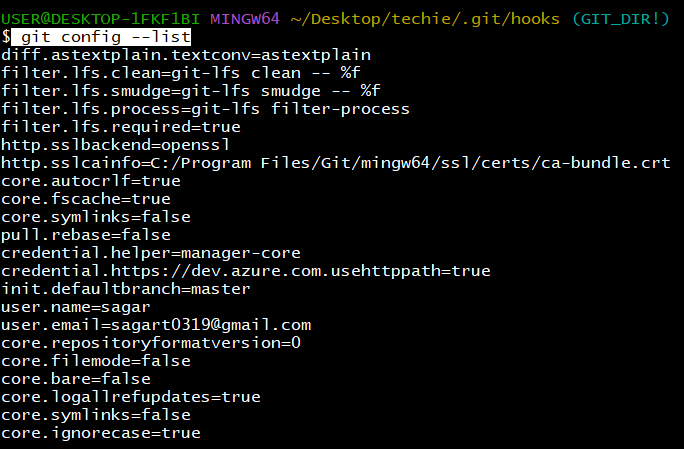 USER@DESKTOP-1FKF1BI MINGW64 ~/Desktop/techie/.git/hooks (GIT_DIR!)
$ git config --list
diff.astextplain.textconv=astextplain
filter.lfs.clean=git-lfs clean -- %f
filter.lfs.smudge=git-lfs smudge -- %f
filter.lfs.process=git-lfs filter-process
filter.lfs.required=true
http.sslbackend=openssl
http.sslcainfo=C:/Program Files/Git/mingw64/ssl/certs/ca-bundle.crt
core.autocrlf=true
core.fscache=true
core.symlinks=false
pull.rebase=false
credential.helper=manager-core
credential.https://dev.azure.com.usehttppath=true
init.defaultbranch=master
user.name=sagar
user.email=sagart0319@gmail.com
core.repositoryformatversion=0
core.filemode=false
core.bare=false
core.logallrefupdates=true
core.symlinks=false
core.ignorecase=true